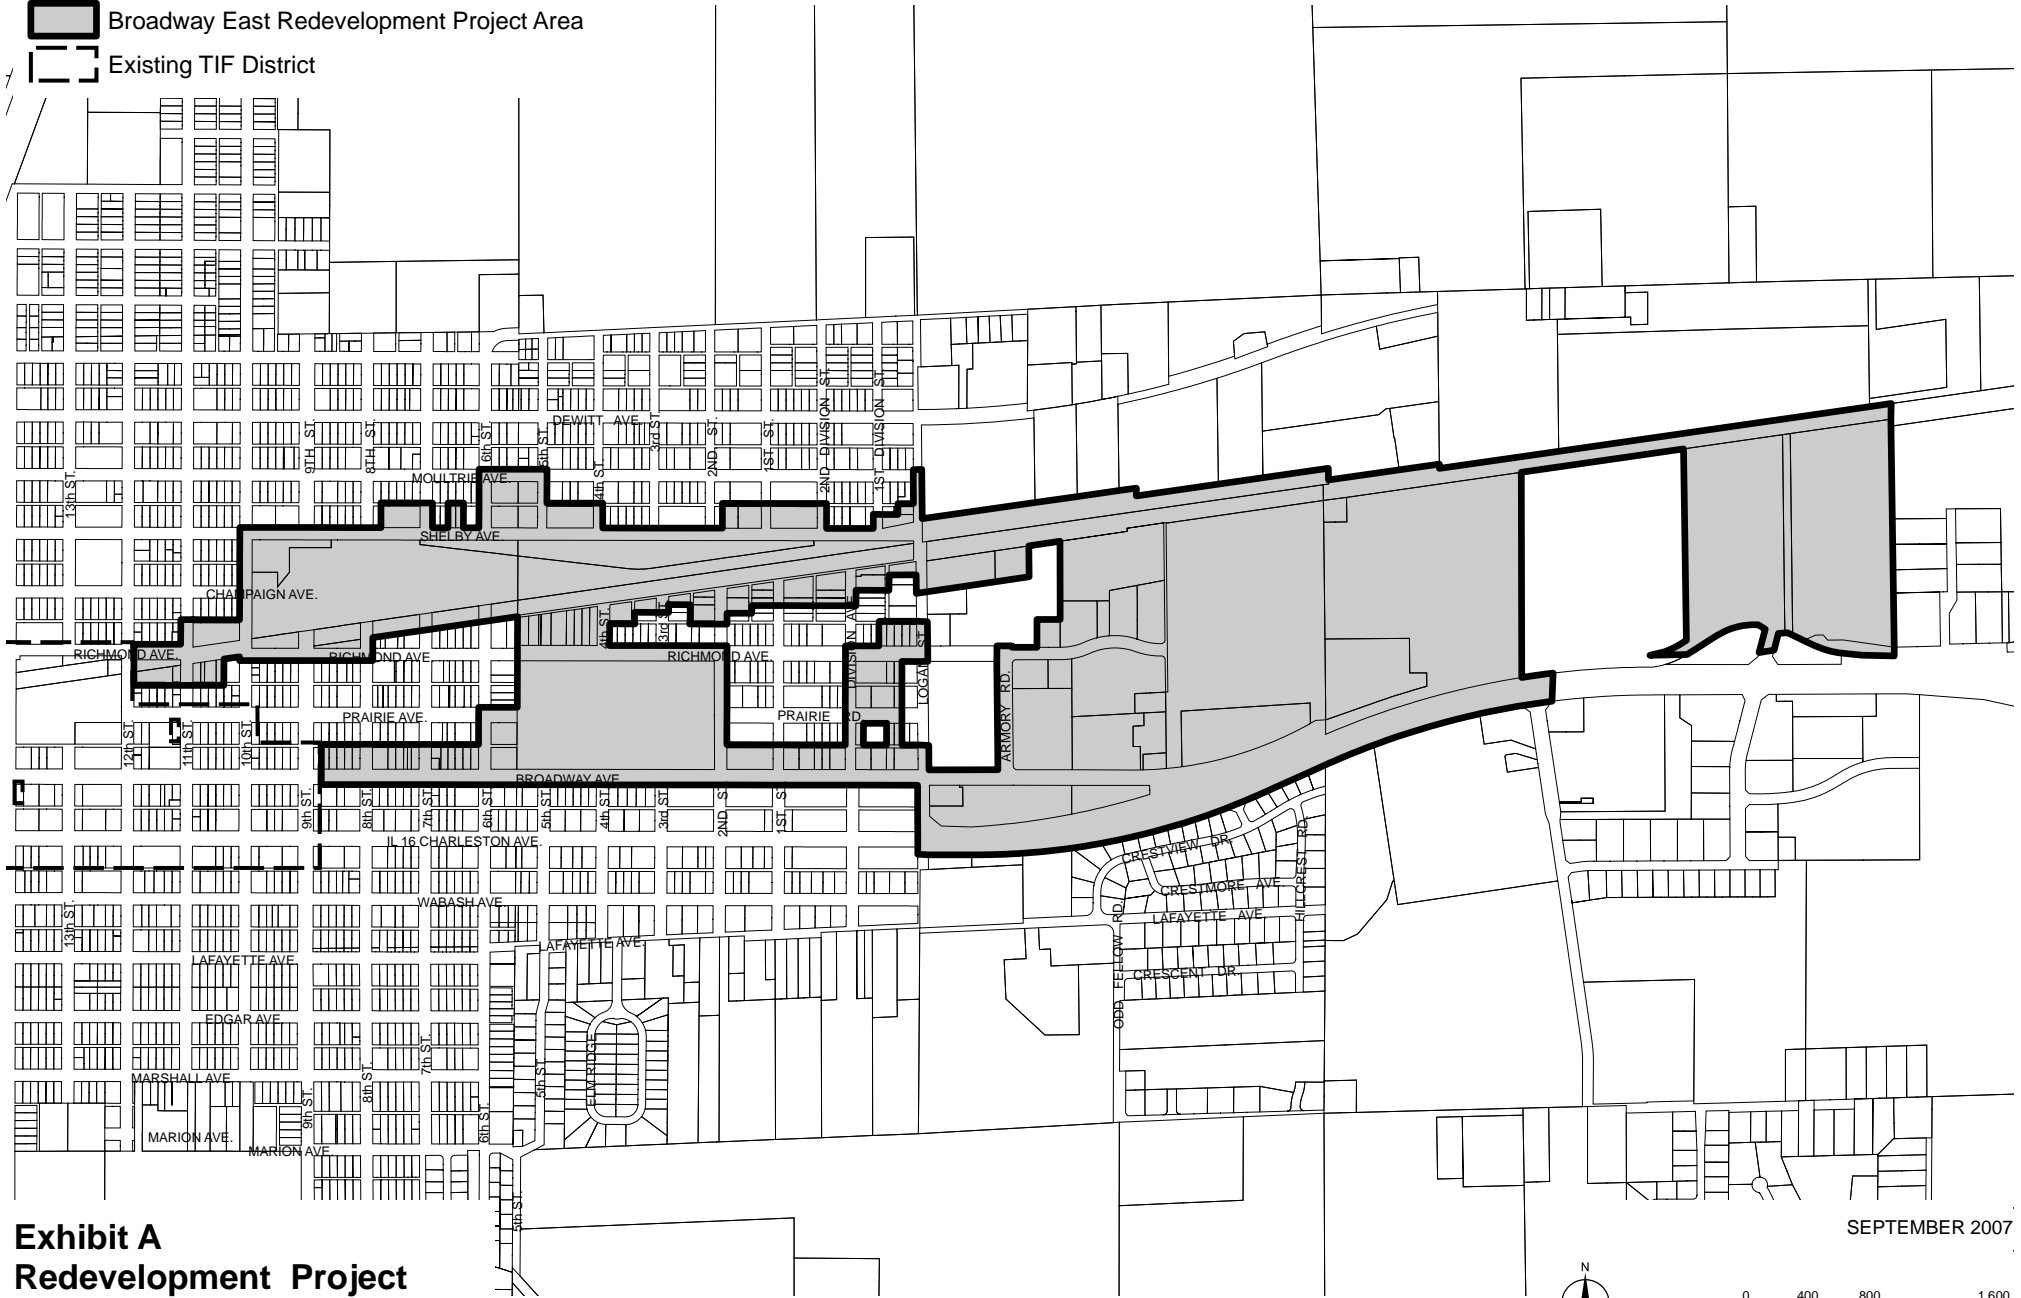 Broadway East Redevelopment Project Area
Existing TIF District
DEWITT AVE.
3rd ST.
2ND ST.
1ST ST.
2ND DIVISION ST.
1ST DIVISION ST.
9TH ST.
8TH ST.
6th ST.
5th ST.
4th ST.
13th ST.
MOULTRIE AVE.
SHELBY AVE.
CHAMPAIGN AVE.
4th ST.
3rd ST.
DIVISION AVE.
RICHMOND AVE.
RICHMOND AVE.
RICHMOND AVE.
LOGAN ST.
ARMORY RD.
PRAIRIE AVE.
PRAIRIE RD.
12th ST.
11th ST.
10th ST.
BROADWAY AVE.
9th ST.
8th ST.
7th ST.
6th ST.
5th ST.
4th ST.
3rd ST.
2ND ST.
1ST ST.
IL 16 CHARLESTON AVE.
CRESTVIEW DR.
HILLCREST RD.
CRESTMORE AVE.
WABASH AVE.
13th ST.
LAFAYETTE AVE.
LAFAYETTE AVE.
LAFAYETTE AVE
ODD FELLOW RD.
CRESCENT DR.
EDGAR AVE
7th ST.
8th ST.
9th ST.
6th ST.
5th ST.
ELM RIDGE
MARSHALL AVE.
MARION AVE.
MARION AVE.
5th ST.
Exhibit A
Redevelopment Project
SEPTEMBER 2007
N
0 400 800 1,600